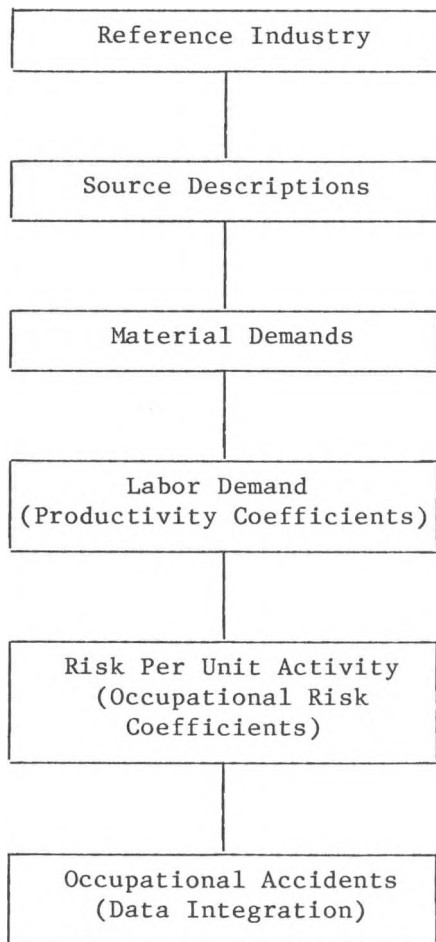 Reference Industry
Source Descriptions
Material Demands
Labor Demand
(Productivity Coefficients)
Risk Per Unit Activity
(Occupational Risk
Coefficients)
Occupational Accidents
(Data Integration)